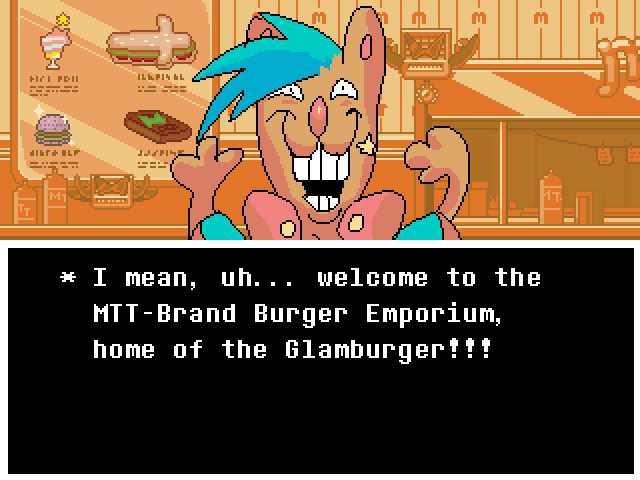 * I mean, uh... welcome to the
MTT-Brand Burger Emporium,
home of the Glamburger!!!